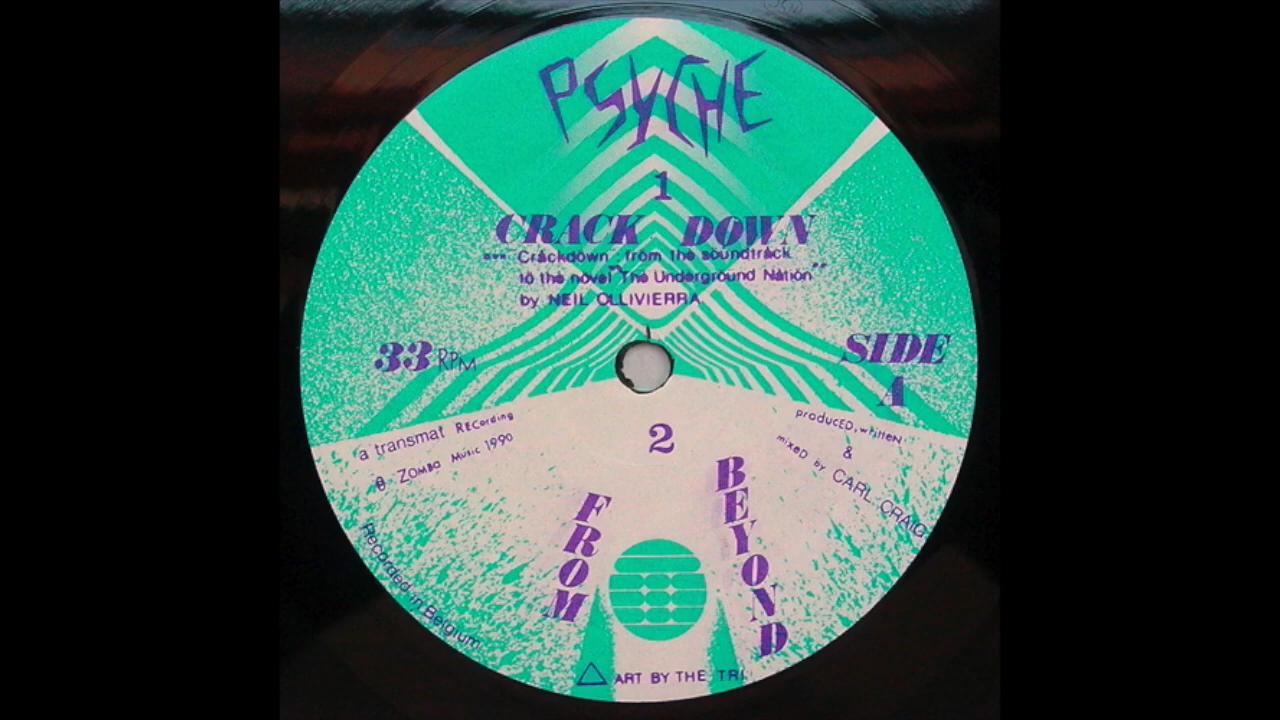 PSYCHE
1
CRACK DOWN
""" Crackdown" from the soundtrack
to the novel "The Underground Nation"
by NEIL OLLIVIERRA
33 RPM
SIDE
A
a transmat REcording
℗ ZOMBA Music 1990
2
producED, writteN
&
mixeD by CARL CRAIG
FROM
BEYOND
Recorded in Belgium
ART BY THE TRI